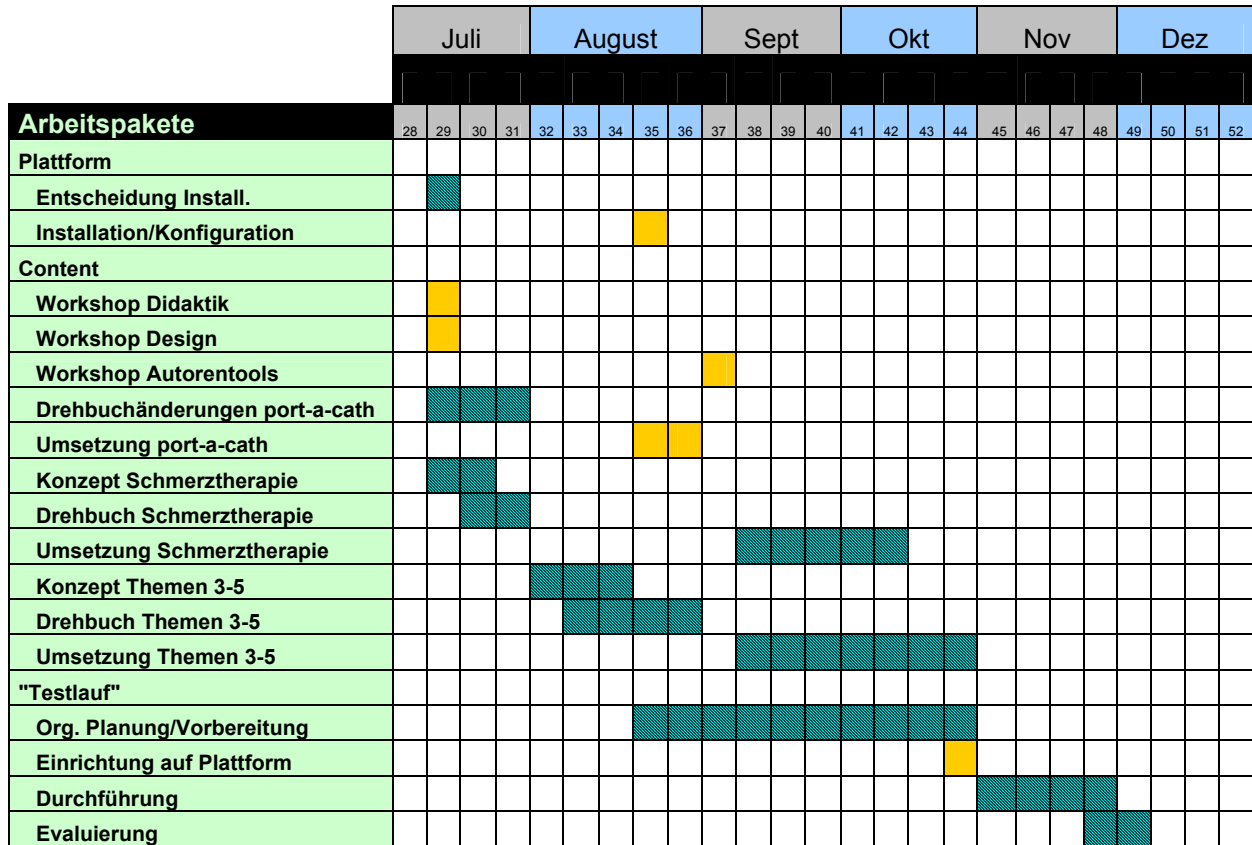 Juli August Sept Okt Nov Dez
Arbeitspakete 28 29 30 31 32 33 34 35 36 37 38 39 40 41 42 43 44 45 46 47 48 49 50 51 52
Plattform
Entscheidung Install.
Installation/Konfiguration
Content
Workshop Didaktik
Workshop Design
Workshop Autorentools
Drehbuchänderungen port-a-cath
Umsetzung port-a-cath
Konzept Schmerztherapie
Drehbuch Schmerztherapie
Umsetzung Schmerztherapie
Konzept Themen 3-5
Drehbuch Themen 3-5
Umsetzung Themen 3-5
"Testlauf"
Org. Planung/Vorbereitung
Einrichtung auf Plattform
Durchführung
Evaluierung